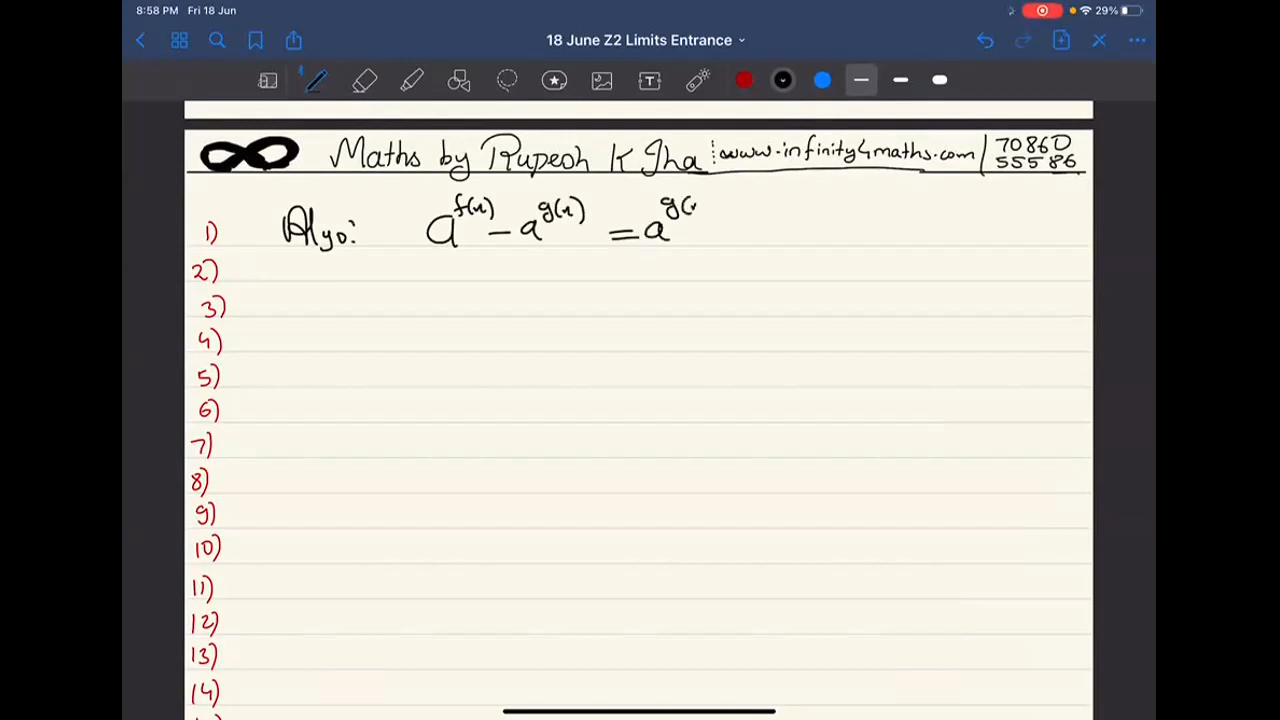 8:58 PM Fri 18 Jun 29%
18 June Z2 Limits Entrance
T
∞ Maths by Rupesh K Jha www.infinity4maths.com 70860 55586
1) Algo: a^f(x) - a^g(x) = a^g(
2)
3)
4)
5)
6)
7)
8)
9)
10)
11)
12)
13)
14)